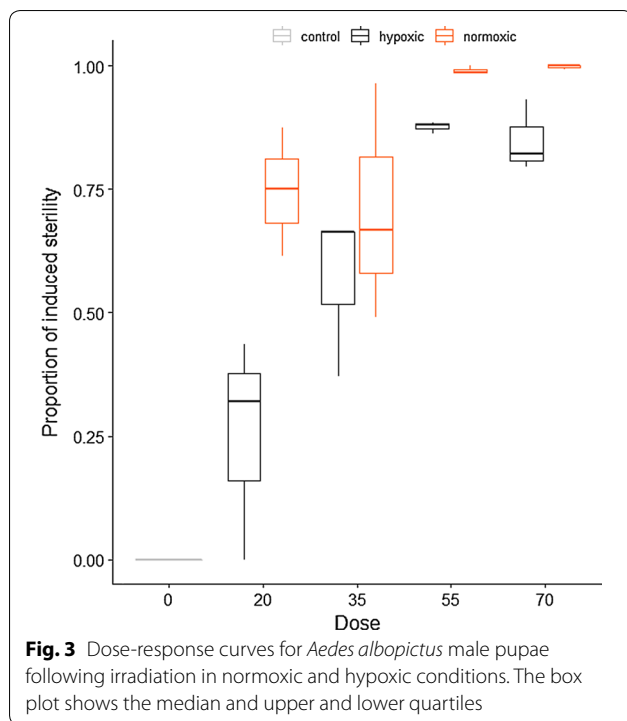 control hypoxic normoxic
1.00
0.75
0.50
0.25
0.00
Proportion of induced sterility
0 20 35 55 70
Dose
Fig. 3 Dose-response curves for Aedes albopictus male pupae
following irradiation in normoxic and hypoxic conditions. The box
plot shows the median and upper and lower quartiles